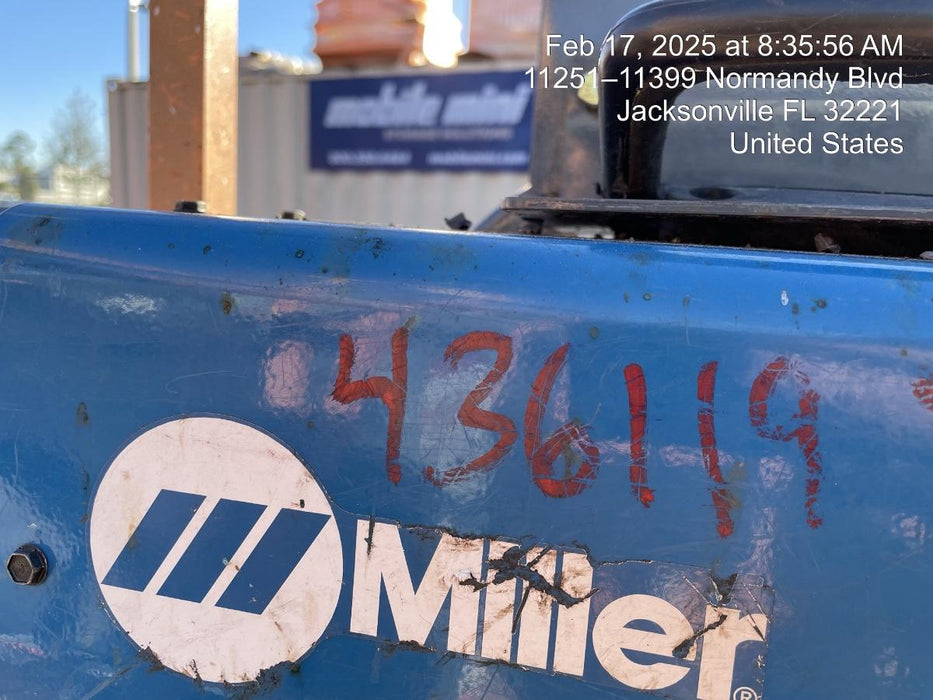 Feb 17, 2025 at 8:35:56 AM
11251–11399 Normandy Blvd
Jacksonville FL 32221
United States
mobile mini
436119
Miller®